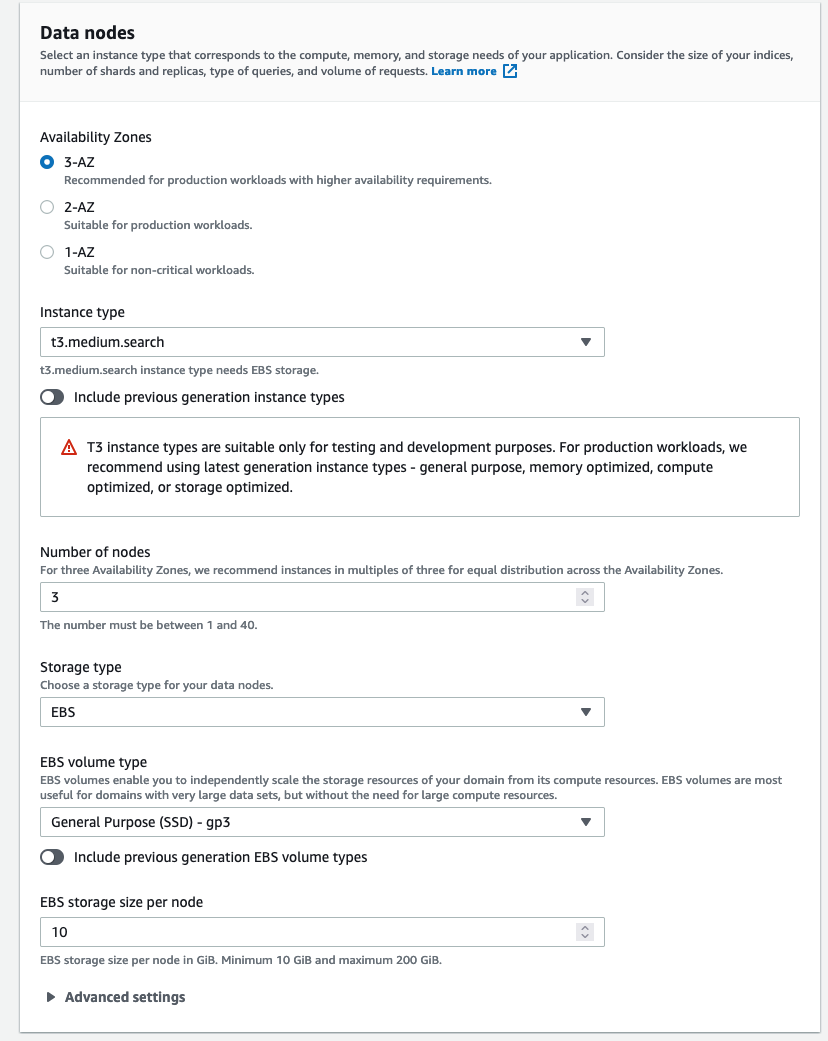 Data nodes
Select an instance type that corresponds to the compute, memory, and storage needs of your application. Consider the size of your indices,
number of shards and replicas, type of queries, and volume of requests. Learn more
Availability Zones
3-AZ
Recommended for production workloads with higher availability requirements.
2-AZ
Suitable for production workloads.
1-AZ
Suitable for non-critical workloads.
Instance type
t3.medium.search
t3.medium.search instance type needs EBS storage.
Include previous generation instance types
T3 instance types are suitable only for testing and development purposes. For production workloads, we
recommend using latest generation instance types - general purpose, memory optimized, compute
optimized, or storage optimized.
Number of nodes
For three Availability Zones, we recommend instances in multiples of three for equal distribution across the Availability Zones.
3
The number must be between 1 and 40.
Storage type
Choose a storage type for your data nodes.
EBS
EBS volume type
EBS volumes enable you to independently scale the storage resources of your domain from its compute resources. EBS volumes are most
useful for domains with very large data sets, but without the need for large compute resources.
General Purpose (SSD) - gp3
Include previous generation EBS volume types
EBS storage size per node
10
EBS storage size per node in GiB. Minimum 10 GiB and maximum 200 GiB.
Advanced settings